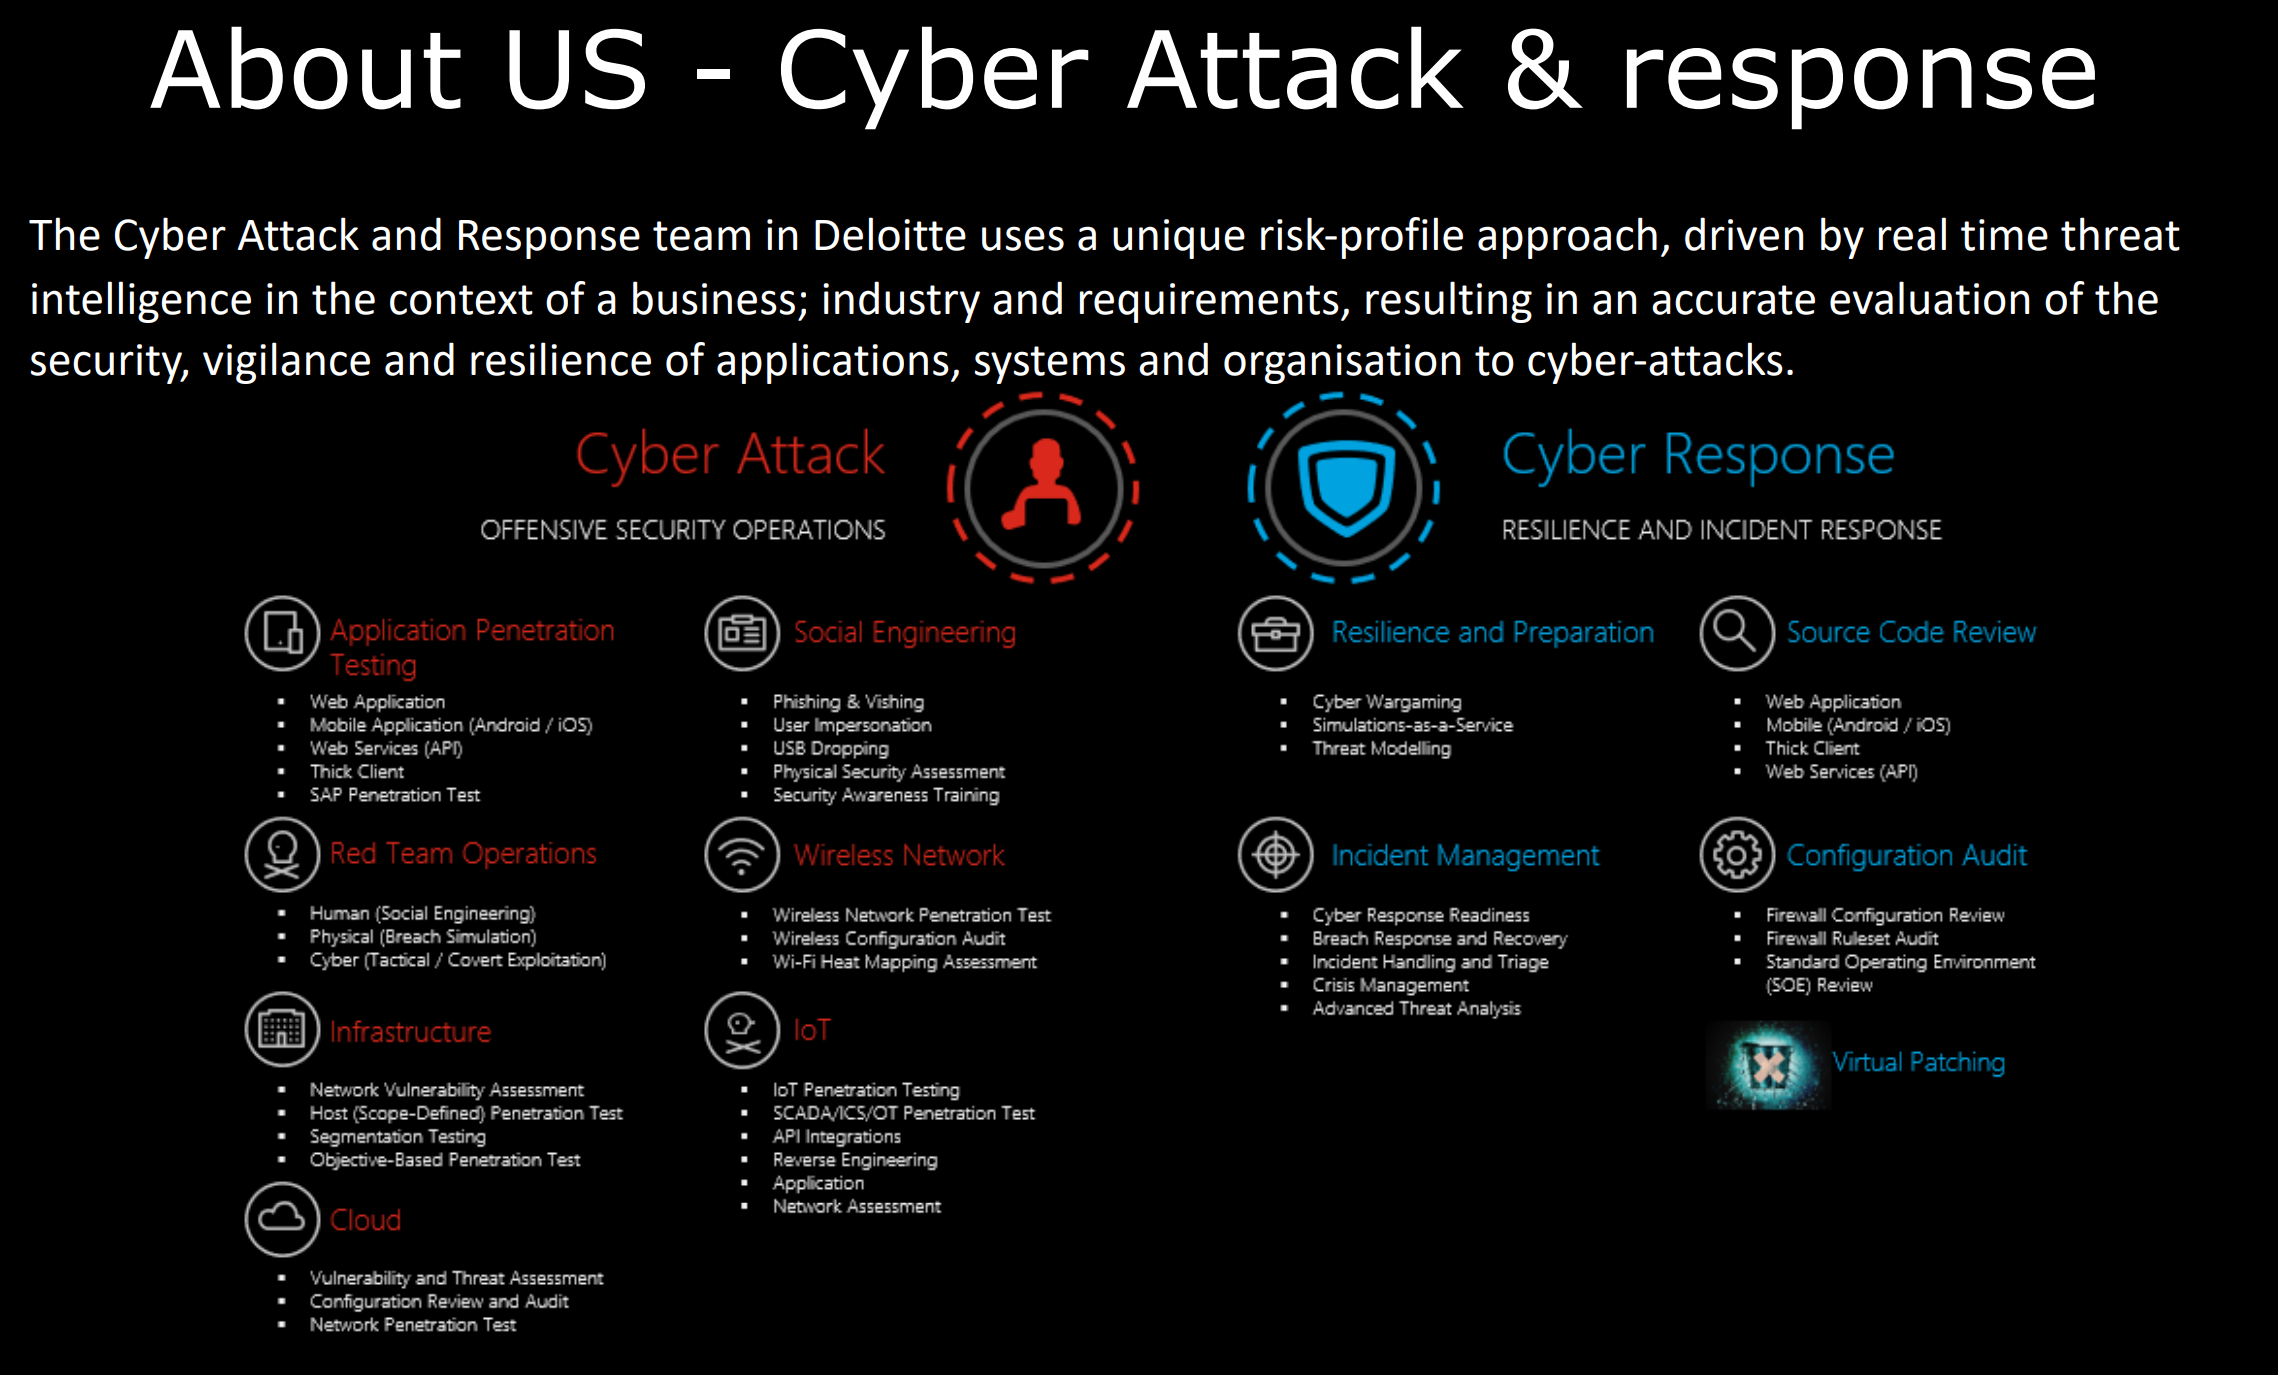 About US - Cyber Attack & response
The Cyber Attack and Response team in Deloitte uses a unique risk-profile approach, driven by real time threat
intelligence in the context of a business; industry and requirements, resulting in an accurate evaluation of the
security, vigilance and resilience of applications, systems and organisation to cyber-attacks.
Cyber Attack
OFFENSIVE SECURITY OPERATIONS
Application Penetration
Testing
▪ Web Application
▪ Mobile Application (Android / iOS)
▪ Web Services (API)
▪ Thick Client
▪ SAP Penetration Test
Red Team Operations
▪ Human (Social Engineering)
▪ Physical (Breach Simulation)
▪ Cyber (Tactical / Covert Exploitation)
Infrastructure
▪ Network Vulnerability Assessment
▪ Host (Scope-Defined) Penetration Test
▪ Segmentation Testing
▪ Objective-Based Penetration Test
Cloud
▪ Vulnerability and Threat Assessment
▪ Configuration Review and Audit
▪ Network Penetration Test
Social Engineering
▪ Phishing & Vishing
▪ User Impersonation
▪ USB Dropping
▪ Physical Security Assessment
▪ Security Awareness Training
Wireless Network
▪ Wireless Network Penetration Test
▪ Wireless Configuration Audit
▪ Wi-Fi Heat Mapping Assessment
IoT
▪ IoT Penetration Testing
▪ SCADA/ICS/OT Penetration Test
▪ API Integrations
▪ Reverse Engineering
▪ Application
▪ Network Assessment
Cyber Response
RESILIENCE AND INCIDENT RESPONSE
Resilience and Preparation
▪ Cyber Wargaming
▪ Simulations-as-a-Service
▪ Threat Modelling
Incident Management
▪ Cyber Response Readiness
▪ Breach Response and Recovery
▪ Incident Handling and Triage
▪ Crisis Management
▪ Advanced Threat Analysis
Source Code Review
▪ Web Application
▪ Mobile (Android / iOS)
▪ Thick Client
▪ Web Services (API)
Configuration Audit
▪ Firewall Configuration Review
▪ Firewall Ruleset Audit
▪ Standard Operating Environment
(SOE) Review
Virtual Patching